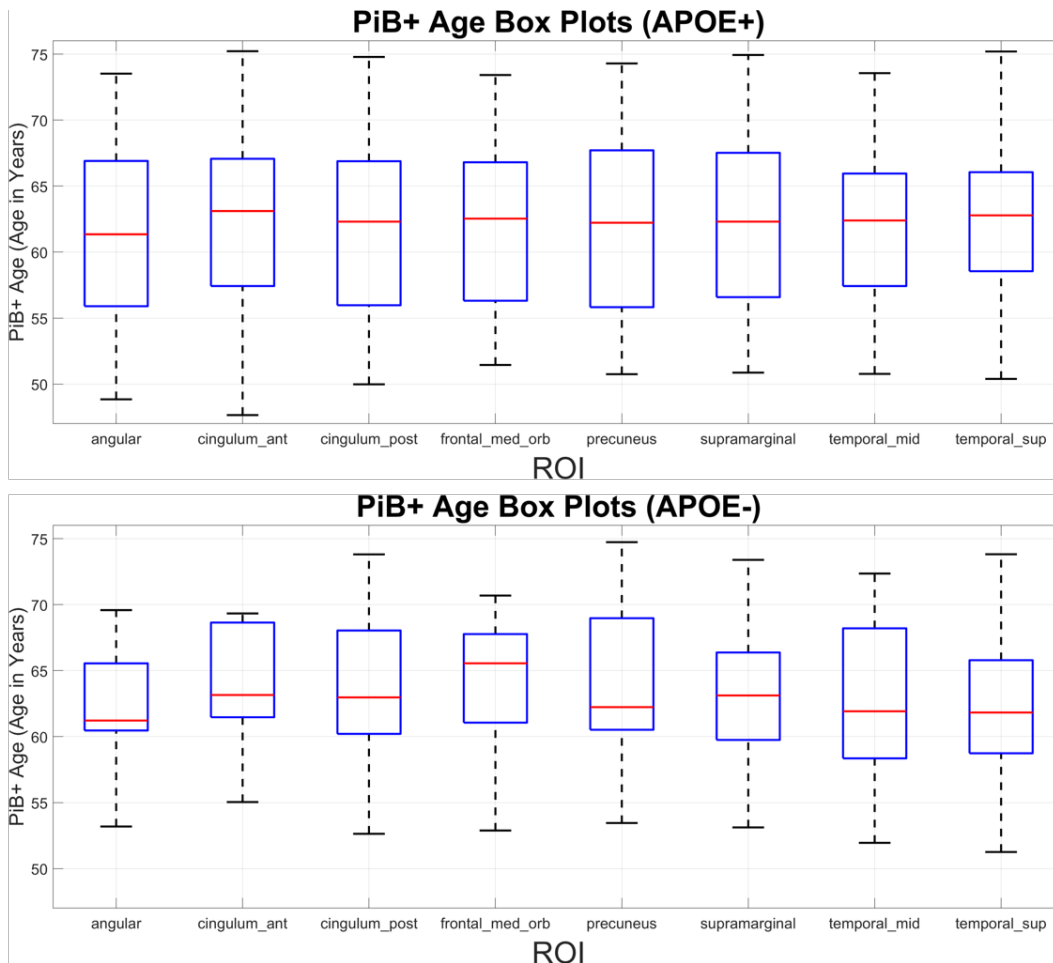 PiB+ Age Box Plots (APOE+)
PiB+ Age (Age in Years)
75
70
65
60
55
50
angular cingulum_ant cingulum_post frontal_med_orb precuneus supramarginal temporal_mid temporal_sup
ROI
PiB+ Age Box Plots (APOE-)
PiB+ Age (Age in Years)
75
70
65
60
55
50
angular cingulum_ant cingulum_post frontal_med_orb precuneus supramarginal temporal_mid temporal_sup
ROI